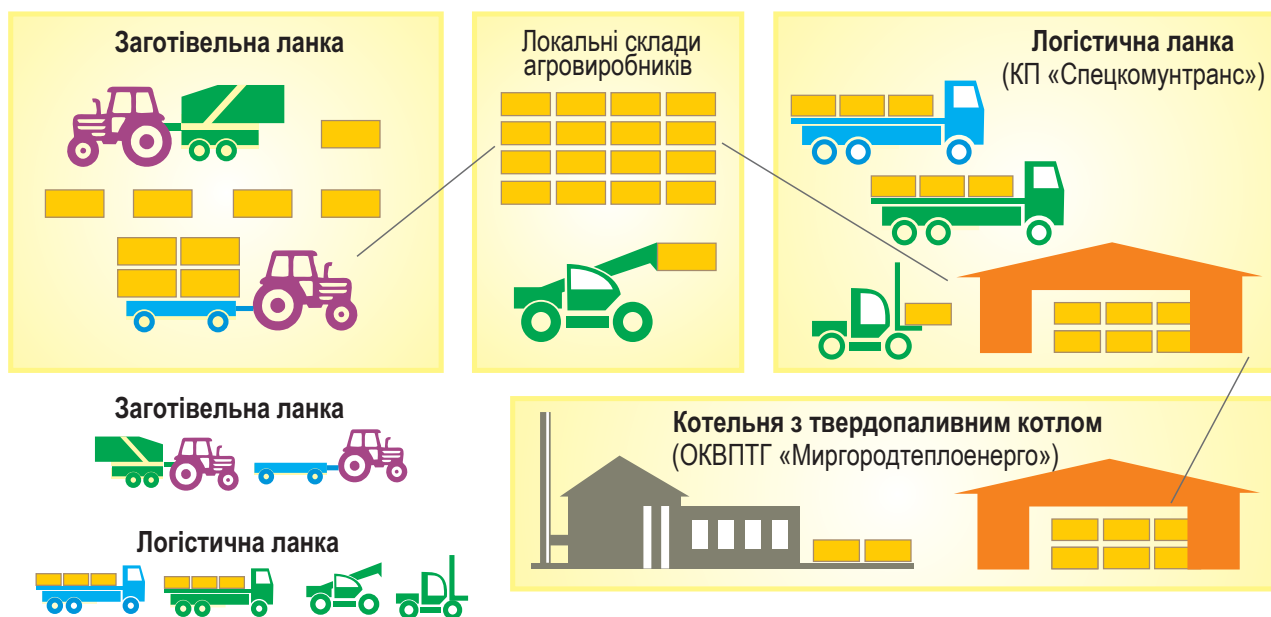 Заготівельна ланка
Локальні склади
агровиробників
Логістична ланка
(КП «Спецкомунтранс»)
Заготівельна ланка
Логістична ланка
Котельня з твердопаливним котлом
(ОКВПТГ «Миргородтеплоенерго»)